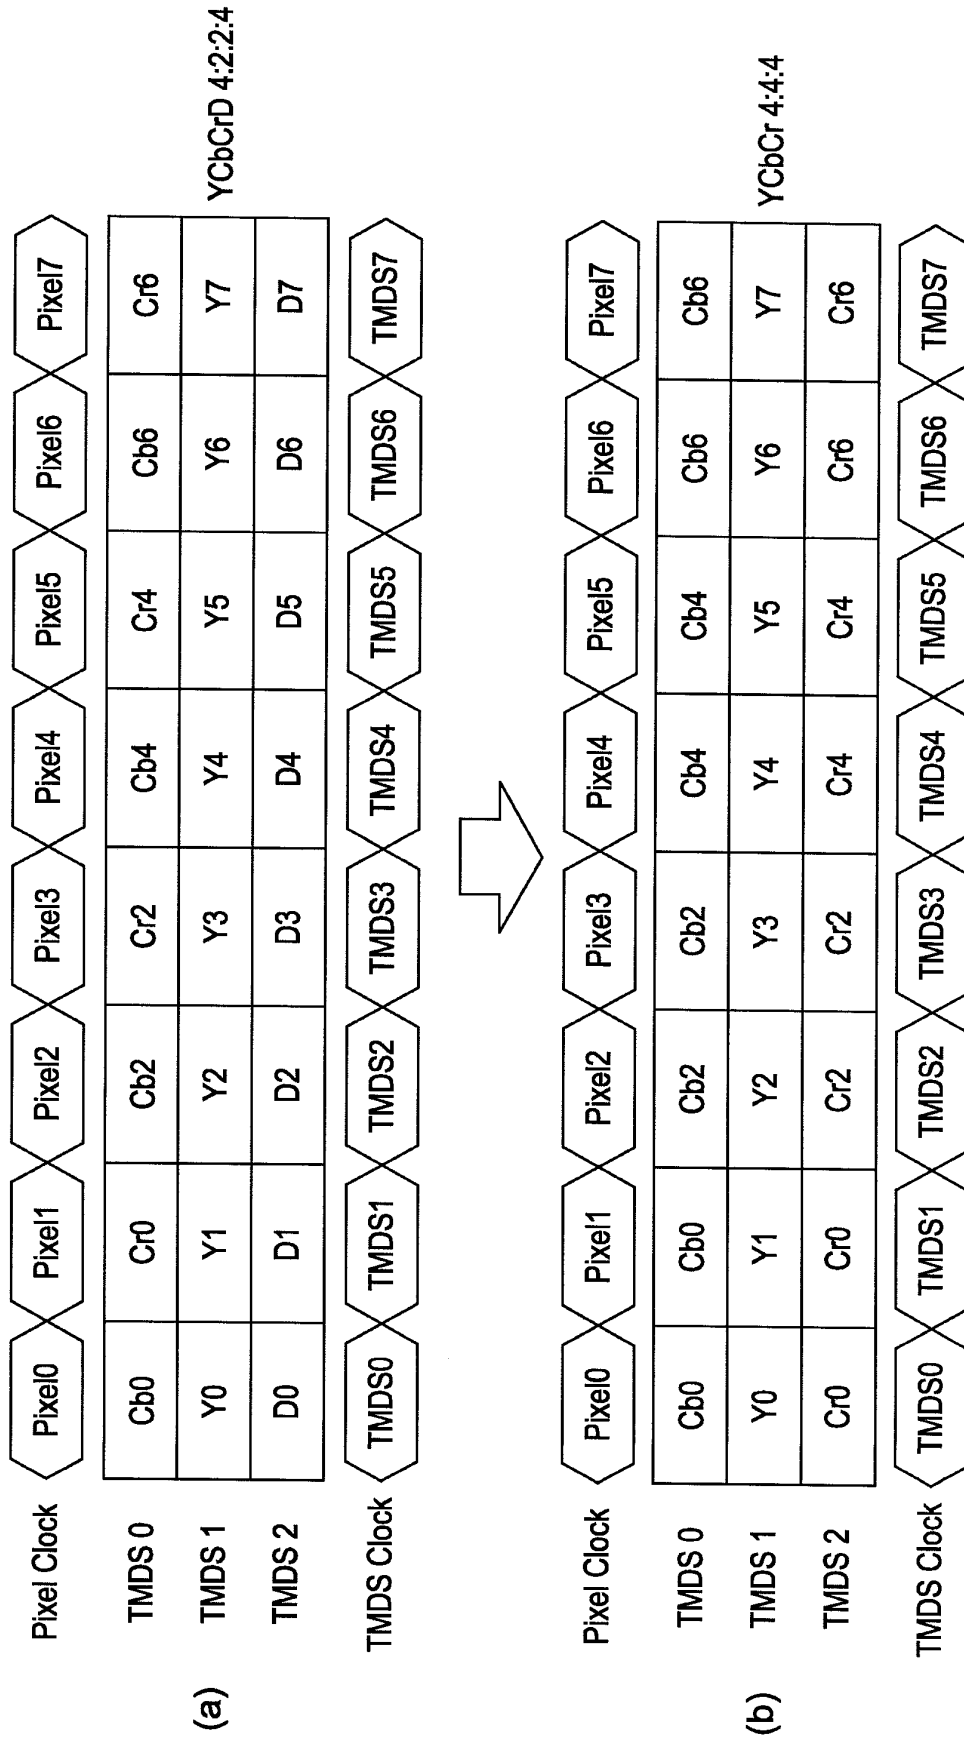 (a)
Pixel Clock Pixel0 Pixel1 Pixel2 Pixel3 Pixel4 Pixel5 Pixel6 Pixel7
TMDS 0 Cb0 Cr0 Cb2 Cr2 Cb4 Cr4 Cb6 Cr6
TMDS 1 Y0 Y1 Y2 Y3 Y4 Y5 Y6 Y7
TMDS 2 D0 D1 D2 D3 D4 D5 D6 D7
TMDS Clock TMDS0 TMDS1 TMDS2 TMDS3 TMDS4 TMDS5 TMDS6 TMDS7
YCbCrD 4:2:2:4
(b)
Pixel Clock Pixel0 Pixel1 Pixel2 Pixel3 Pixel4 Pixel5 Pixel6 Pixel7
TMDS 0 Cb0 Cb0 Cb2 Cb2 Cb4 Cb4 Cb6 Cb6
TMDS 1 Y0 Y1 Y2 Y3 Y4 Y5 Y6 Y7
TMDS 2 Cr0 Cr0 Cr2 Cr2 Cr4 Cr4 Cr6 Cr6
TMDS Clock TMDS0 TMDS1 TMDS2 TMDS3 TMDS4 TMDS5 TMDS6 TMDS7
YCbCr 4:4:4